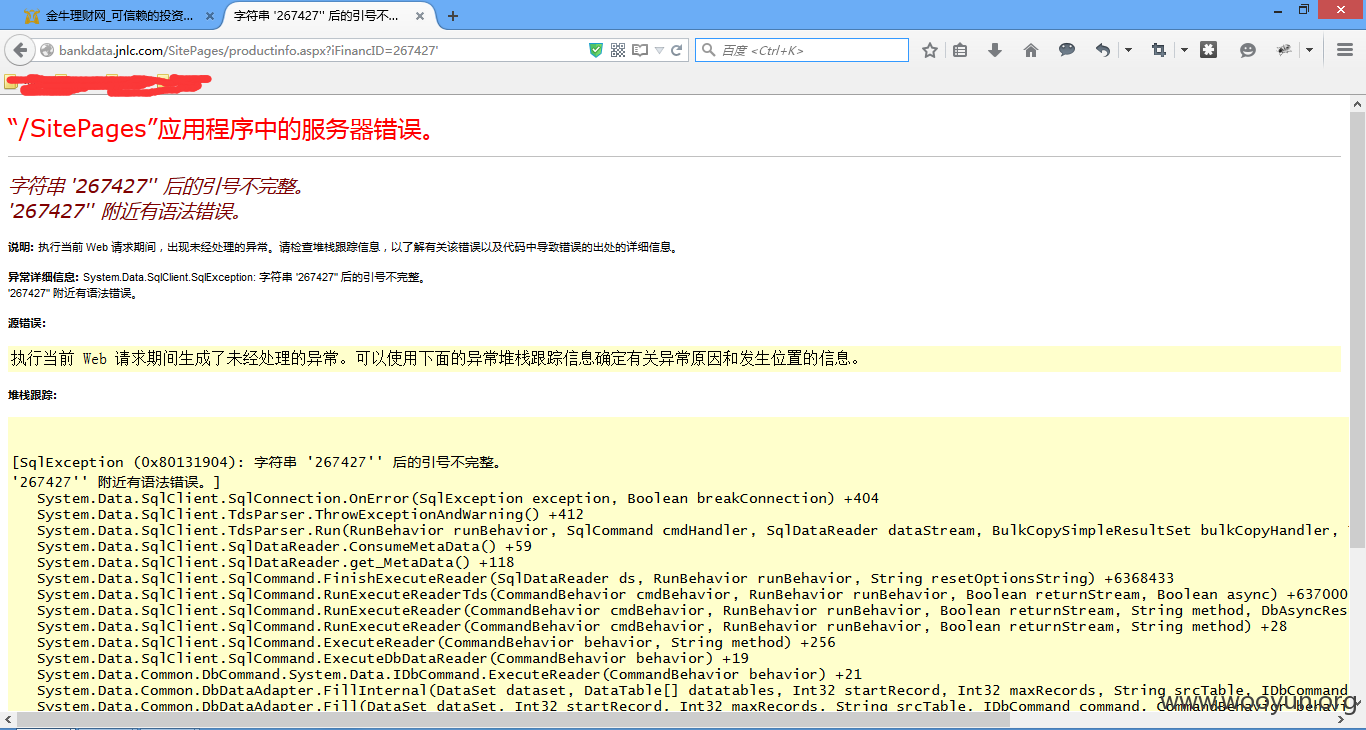 金牛理财网_可信赖的投资...
字符串 '267427'' 后的引号不...
bankdata.jnlc.com/SitePages/productinfo.aspx?iFinancID=267427'
百度 <Ctrl+K>
“/SitePages”应用程序中的服务器错误。
字符串 '267427'' 后的引号不完整。
'267427'' 附近有语法错误。
说明: 执行当前 Web 请求期间，出现未经处理的异常。请检查堆栈跟踪信息，以了解有关该错误以及代码中导致错误的出处的详细信息。
异常详细信息: System.Data.SqlClient.SqlException: 字符串 '267427'' 后的引号不完整。
'267427'' 附近有语法错误。
源错误:
执行当前 Web 请求期间生成了未经处理的异常。可以使用下面的异常堆栈跟踪信息确定有关异常原因和发生位置的信息。
堆栈跟踪:
[SqlException (0x80131904): 字符串 '267427'' 后的引号不完整。
'267427'' 附近有语法错误。]
System.Data.SqlClient.SqlConnection.OnError(SqlException exception, Boolean breakConnection) +404
System.Data.SqlClient.TdsParser.ThrowExceptionAndWarning() +412
System.Data.SqlClient.TdsParser.Run(RunBehavior runBehavior, SqlCommand cmdHandler, SqlDataReader dataStream, BulkCopySimpleResultSet bulkCopyHandler,
System.Data.SqlClient.SqlDataReader.ConsumeMetaData() +59
System.Data.SqlClient.SqlDataReader.get_MetaData() +118
System.Data.SqlClient.SqlCommand.FinishExecuteReader(SqlDataReader ds, RunBehavior runBehavior, String resetOptionsString) +6368433
System.Data.SqlClient.SqlCommand.RunExecuteReaderTds(CommandBehavior cmdBehavior, RunBehavior runBehavior, Boolean returnStream, Boolean async) +637000
System.Data.SqlClient.SqlCommand.RunExecuteReader(CommandBehavior cmdBehavior, RunBehavior runBehavior, Boolean returnStream, String method, DbAsyncRes
System.Data.SqlClient.SqlCommand.RunExecuteReader(CommandBehavior cmdBehavior, RunBehavior runBehavior, Boolean returnStream, String method) +28
System.Data.SqlClient.SqlCommand.ExecuteReader(CommandBehavior behavior, String method) +256
System.Data.SqlClient.SqlCommand.ExecuteDbDataReader(CommandBehavior behavior) +19
System.Data.Common.DbCommand.System.Data.IDbCommand.ExecuteReader(CommandBehavior behavior) +21
System.Data.Common.DbDataAdapter.FillInternal(DataSet dataset, DataTable[] datatables, Int32 startRecord, Int32 maxRecords, String srcTable, IDbCommand
System.Data.Common.DbDataAdapter.Fill(DataSet dataSet, Int32 startRecord, Int32 maxRecords, String srcTable, IDbCommand command, CommandBehavior behavi
www.wooyun.org